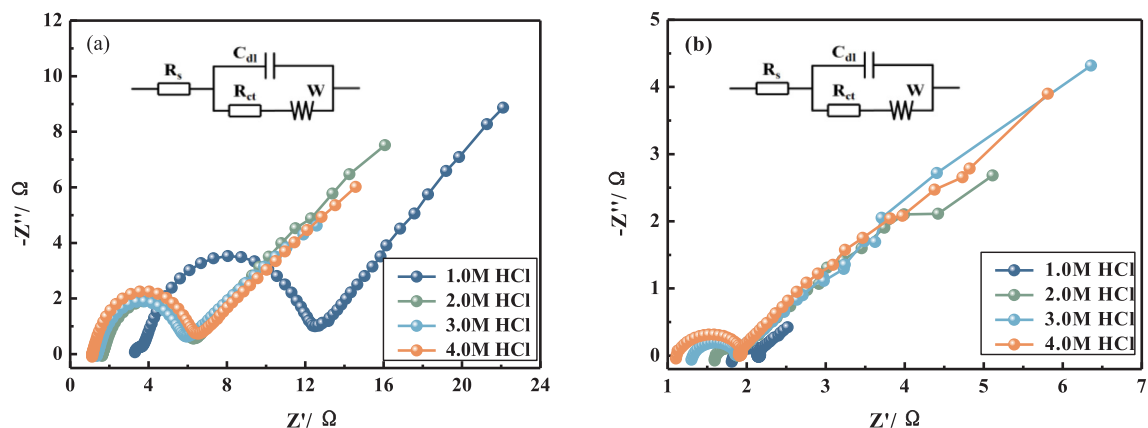 (a)
12
10
8
6
4
2
0
-Z''/ Ω
0 4 8 12 16 20 24
Z'/ Ω
Rs
Cdl
Rct
W
1.0M HCl
2.0M HCl
3.0M HCl
4.0M HCl
(b)
5
4
3
2
1
0
-Z''/ Ω
1 2 3 4 5 6 7
Z'/ Ω
Rs
Cdl
Rct
W
1.0M HCl
2.0M HCl
3.0M HCl
4.0M HCl